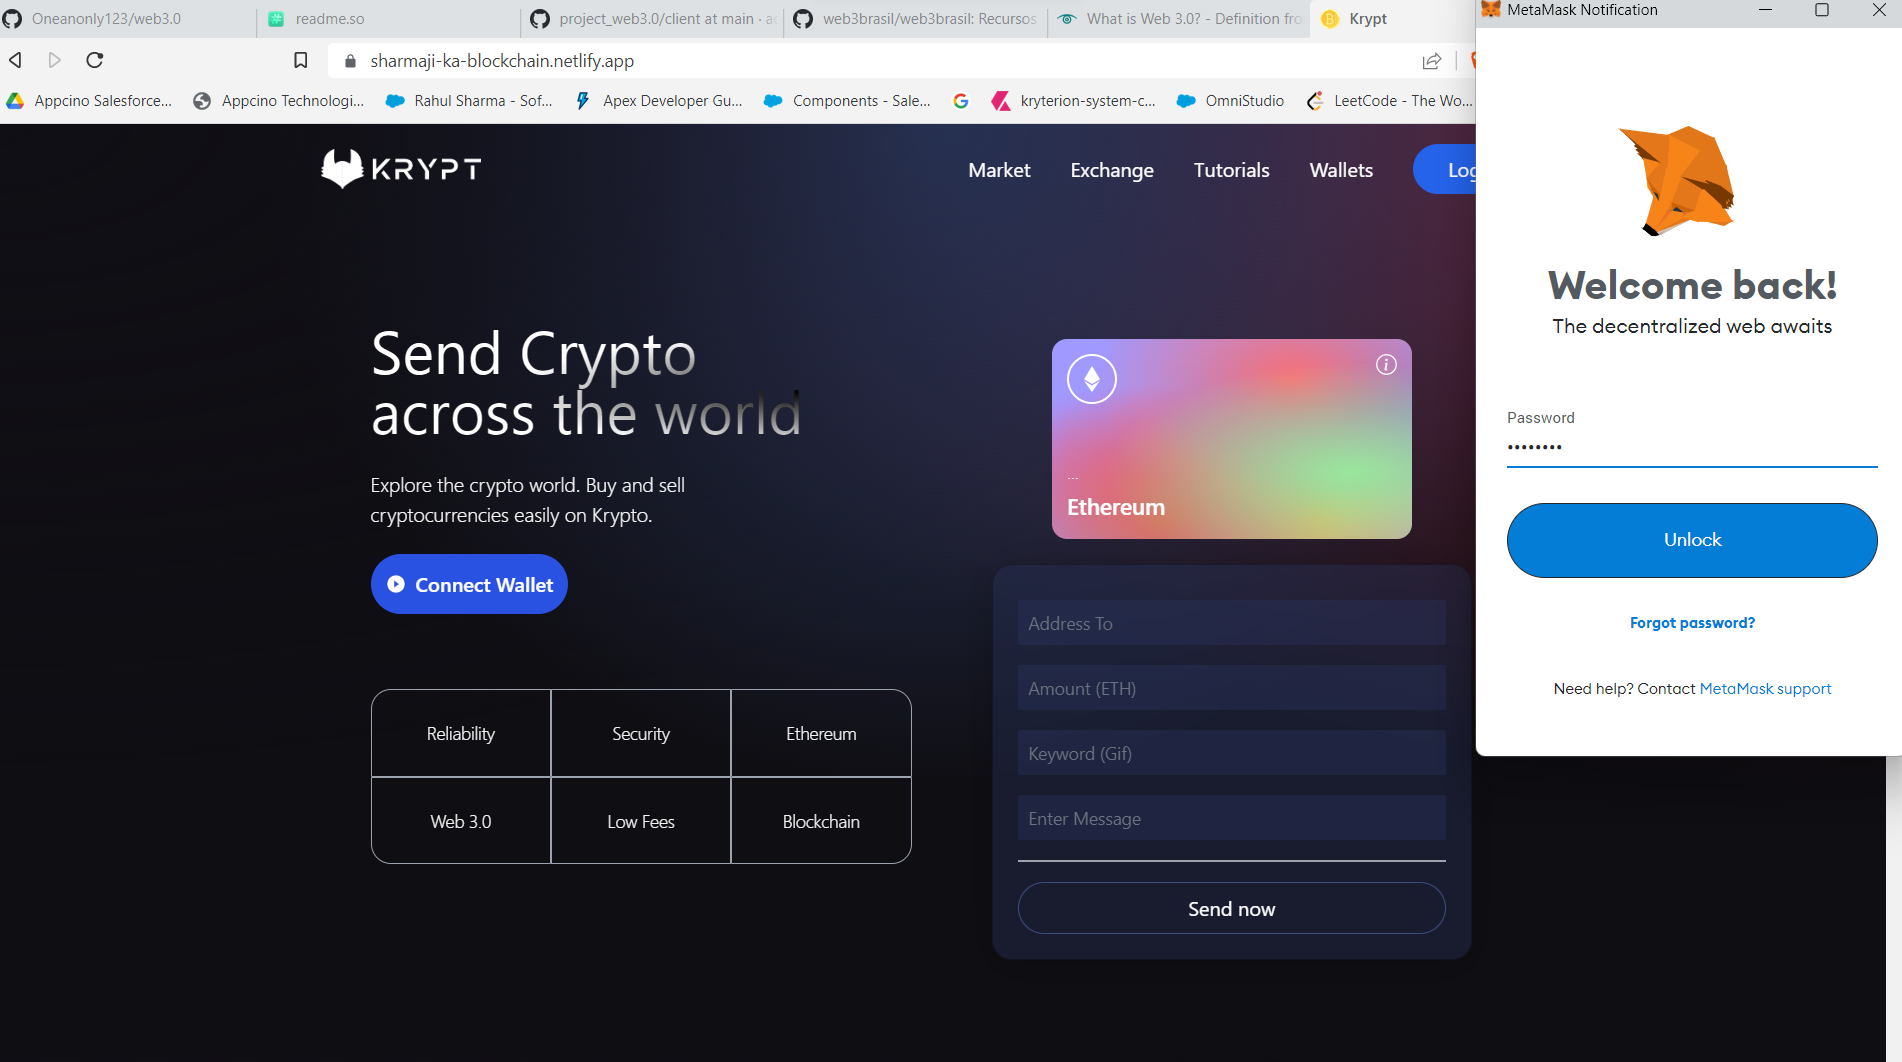 Oneanonly123/web3.0
readme.so
project_web3.0/client at main ·
web3brasil/web3brasil: Recursos
What is Web 3.0? - Definition fro
Krypt
MetaMask Notification
sharmaji-ka-blockchain.netlify.app
Appcino Salesforce...
Appcino Technologi...
Rahul Sharma - Sof...
Apex Developer Gu...
Components - Sale...
kryterion-system-c...
OmniStudio
LeetCode - The Wo...
KRYPT
Market
Exchange
Tutorials
Wallets
Log
Send Crypto
across the world
Explore the crypto world. Buy and sell
cryptocurrencies easily on Krypto.
Connect Wallet
Reliability
Security
Ethereum
Web 3.0
Low Fees
Blockchain
...
Ethereum
Address To
Amount (ETH)
Keyword (Gif)
Enter Message
Send now
Welcome back!
The decentralized web awaits
Password
••••••••
Unlock
Forgot password?
Need help? Contact MetaMask support